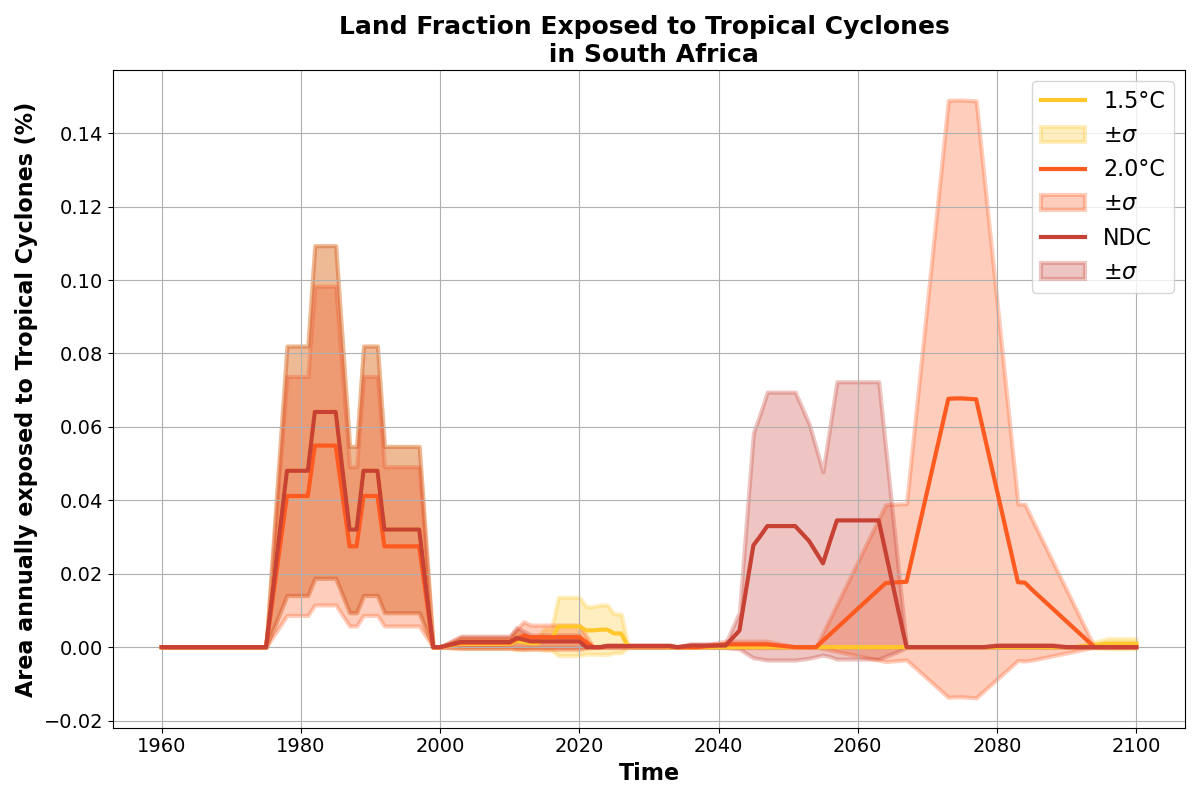 Land Fraction Exposed to Tropical Cyclones
in South Africa
Area annually exposed to Tropical Cyclones (%)
0.14
0.12
0.10
0.08
0.06
0.04
0.02
0.00
−0.02
1960
1980
2000
2020
2040
2060
2080
2100
Time
1.5°C
±σ
2.0°C
±σ
NDC
±σ